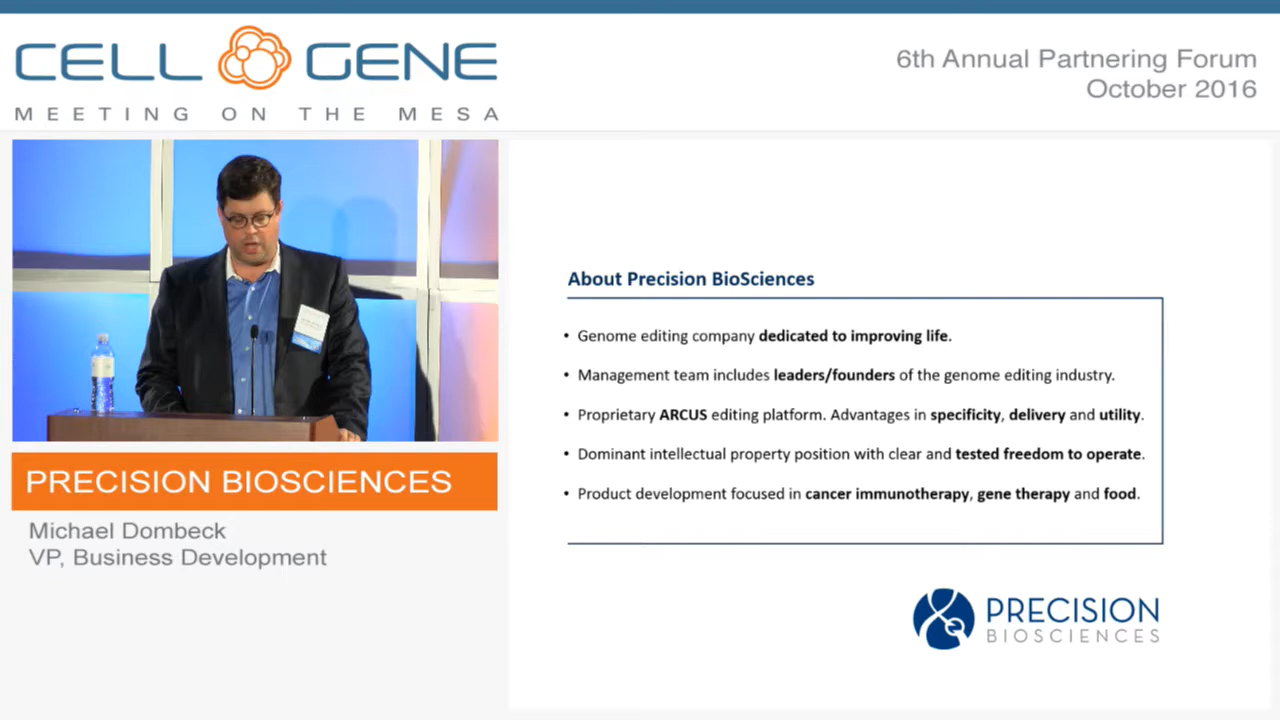 CELL GENE
MEETING ON THE MESA
6th Annual Partnering Forum
October 2016
PRECISION BIOSCIENCES
Michael Dombeck
VP, Business Development
About Precision BioSciences
• Genome editing company dedicated to improving life.
• Management team includes leaders/founders of the genome editing industry.
• Proprietary ARCUS editing platform. Advantages in specificity, delivery and utility.
• Dominant intellectual property position with clear and tested freedom to operate.
• Product development focused in cancer immunotherapy, gene therapy and food.
PRECISION
BIOSCIENCES